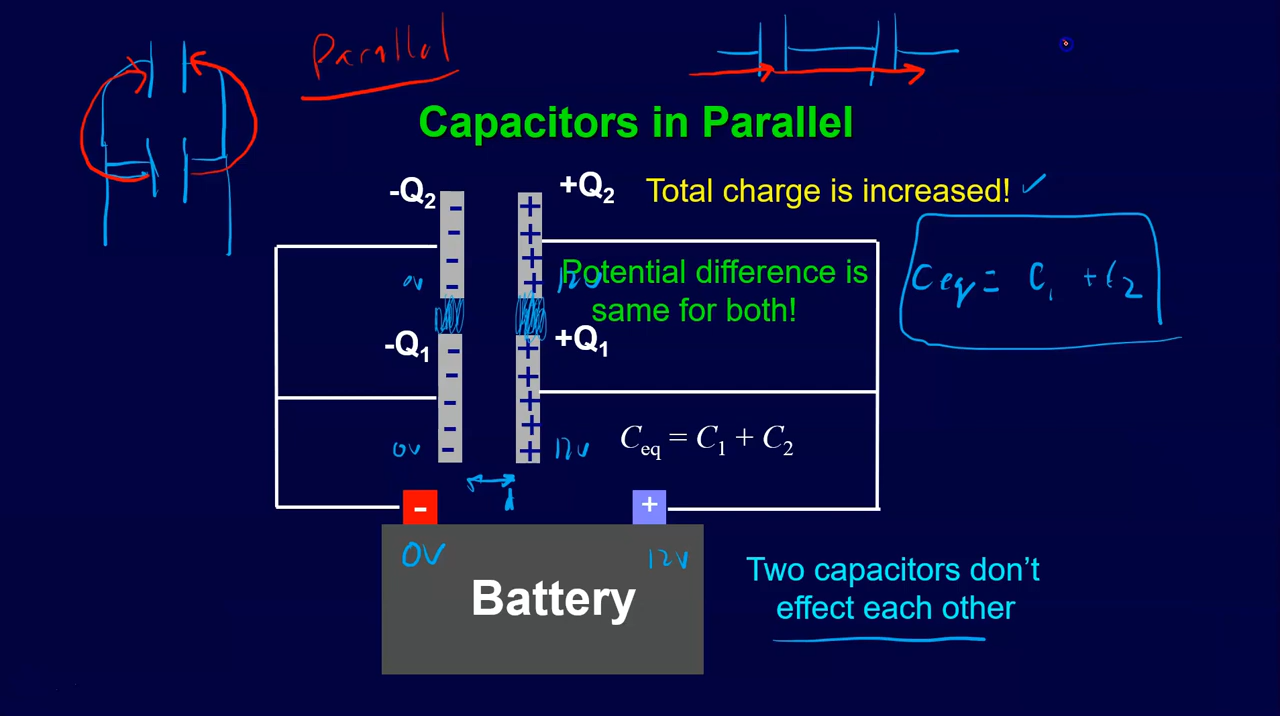 Parallel
Capacitors in Parallel
-Q2
+Q2
Total charge is increased! ✓
0V
12V
Potential difference is
same for both!
Ceq = C1 + C2
-Q1
+Q1
0V
12V
Ceq = C1 + C2
d
-
+
0V
12V
Battery
Two capacitors don't
effect each other